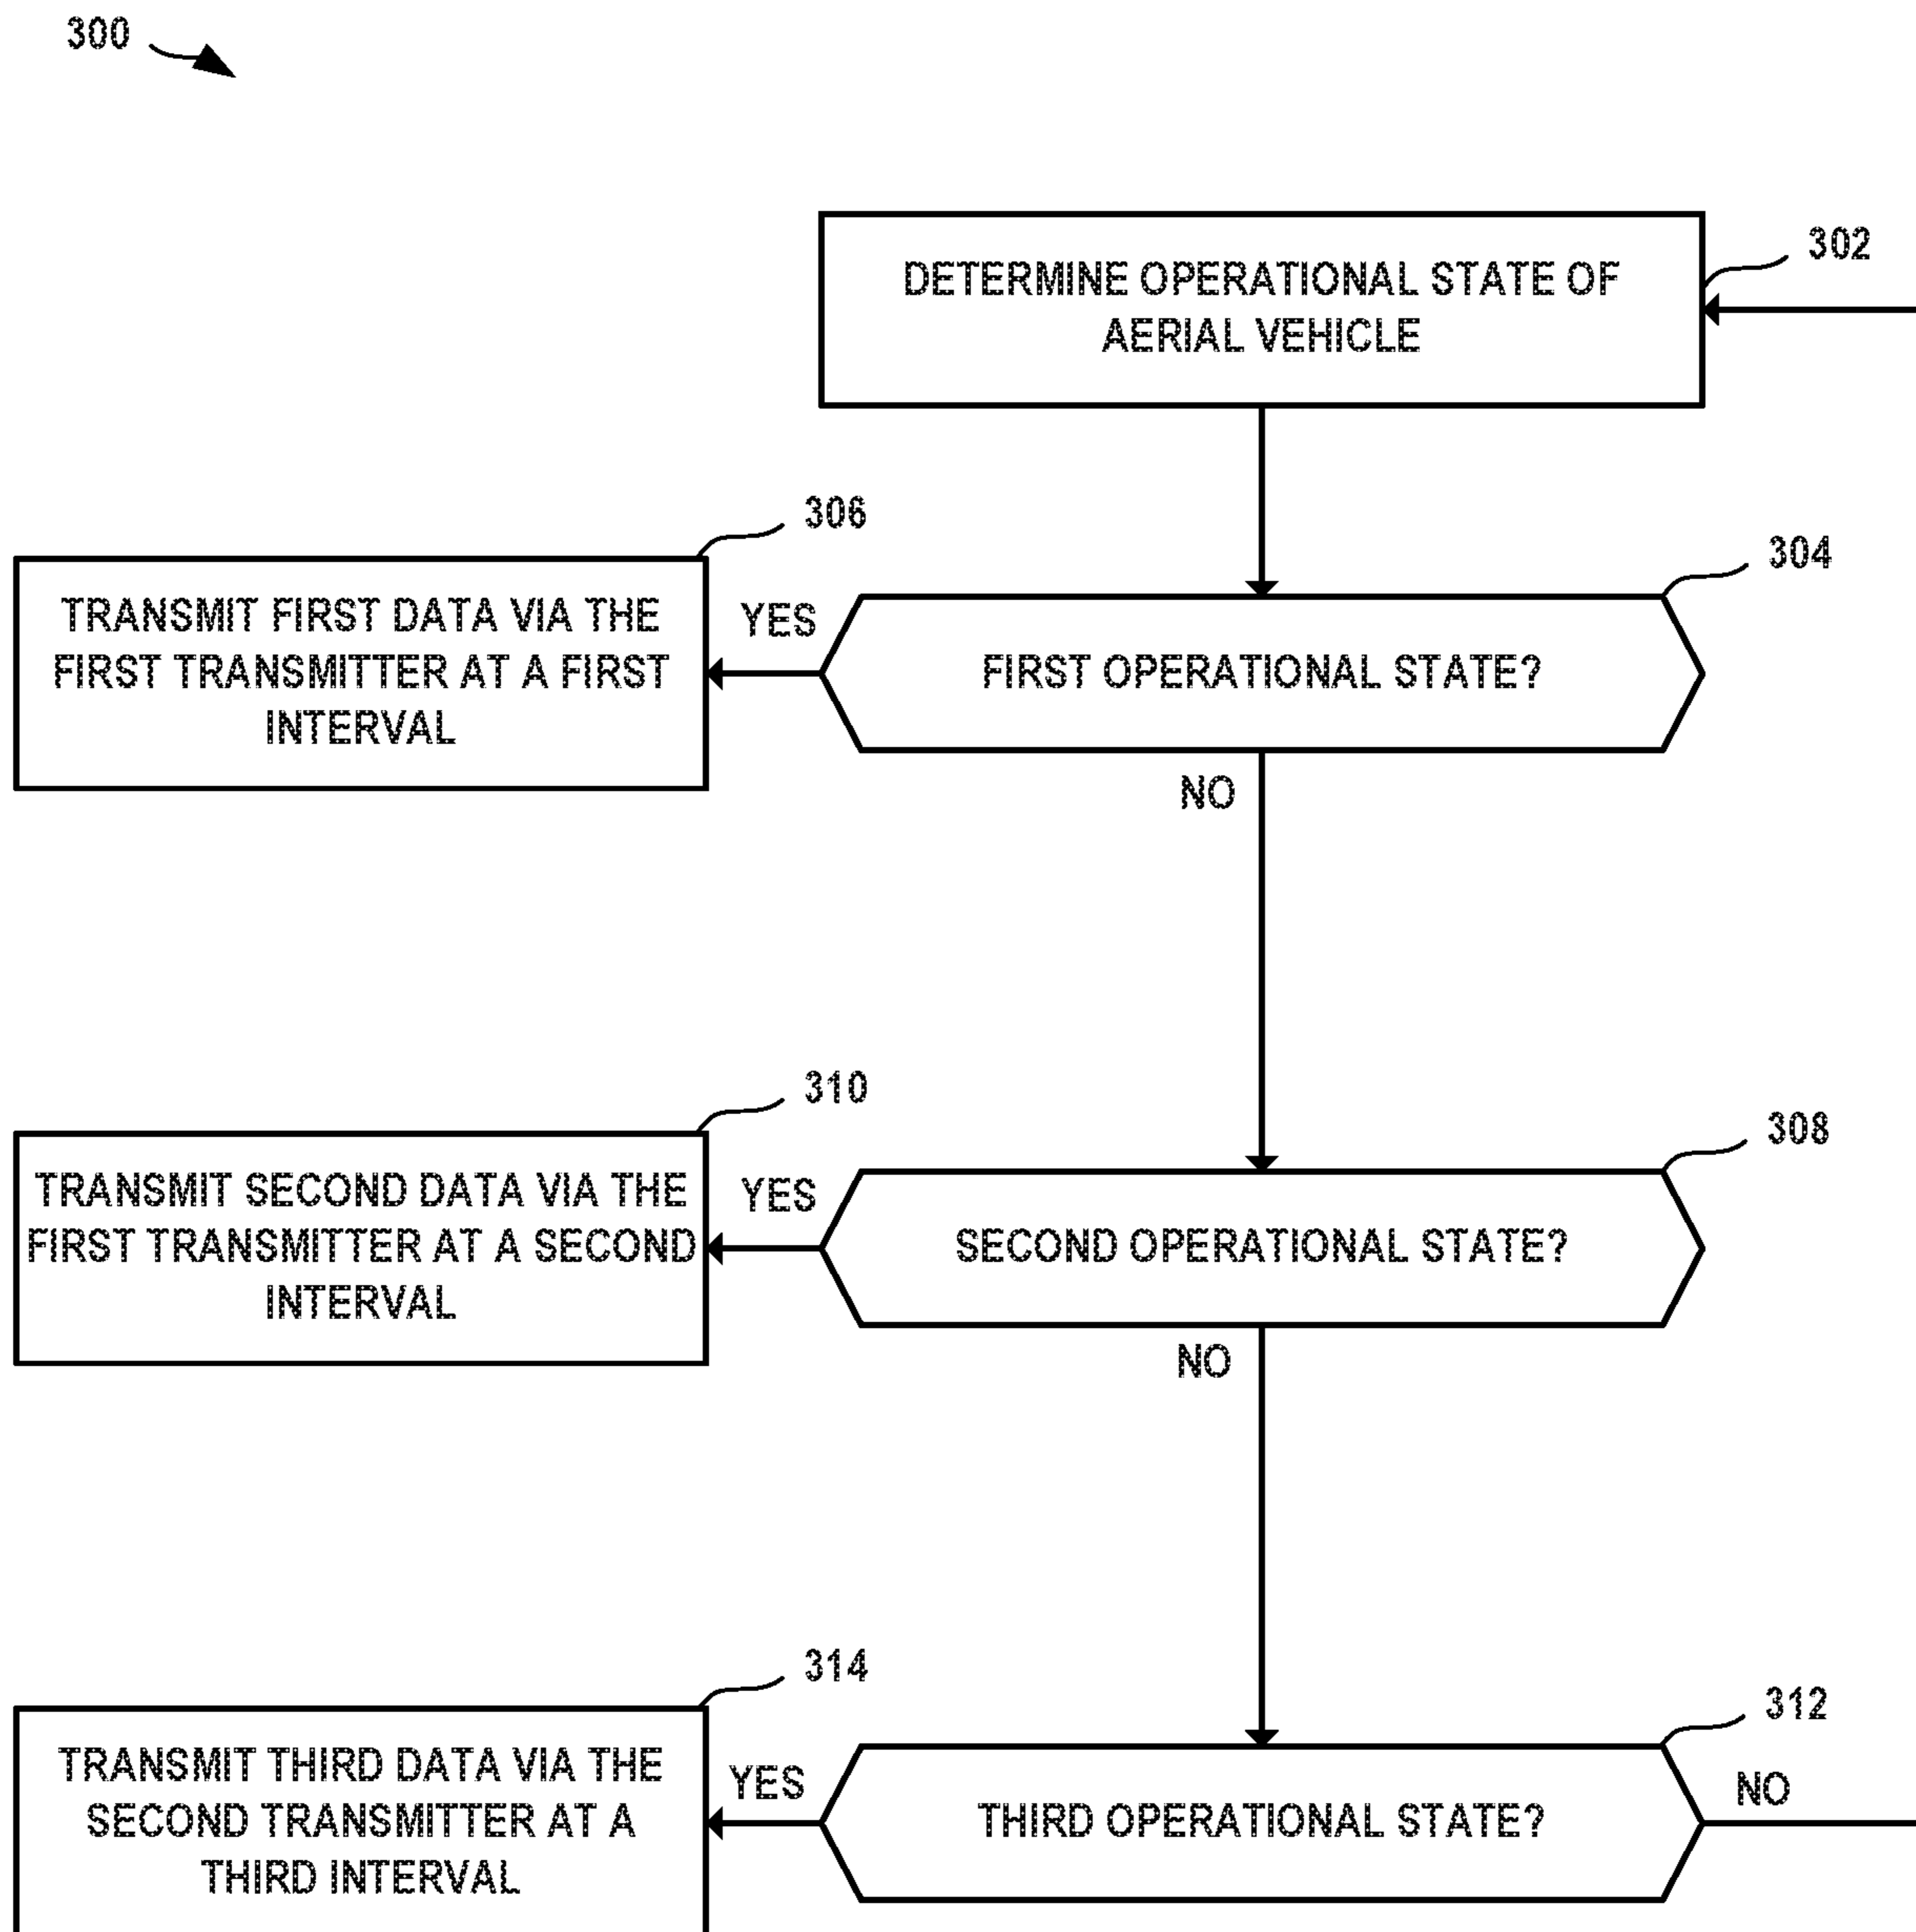 300
302
DETERMINE OPERATIONAL STATE OF
AERIAL VEHICLE
306
304
TRANSMIT FIRST DATA VIA THE
FIRST TRANSMITTER AT A FIRST
INTERVAL
YES
FIRST OPERATIONAL STATE?
NO
310
308
TRANSMIT SECOND DATA VIA THE
FIRST TRANSMITTER AT A SECOND
INTERVAL
YES
SECOND OPERATIONAL STATE?
NO
314
312
TRANSMIT THIRD DATA VIA THE
SECOND TRANSMITTER AT A
THIRD INTERVAL
YES
THIRD OPERATIONAL STATE?
NO